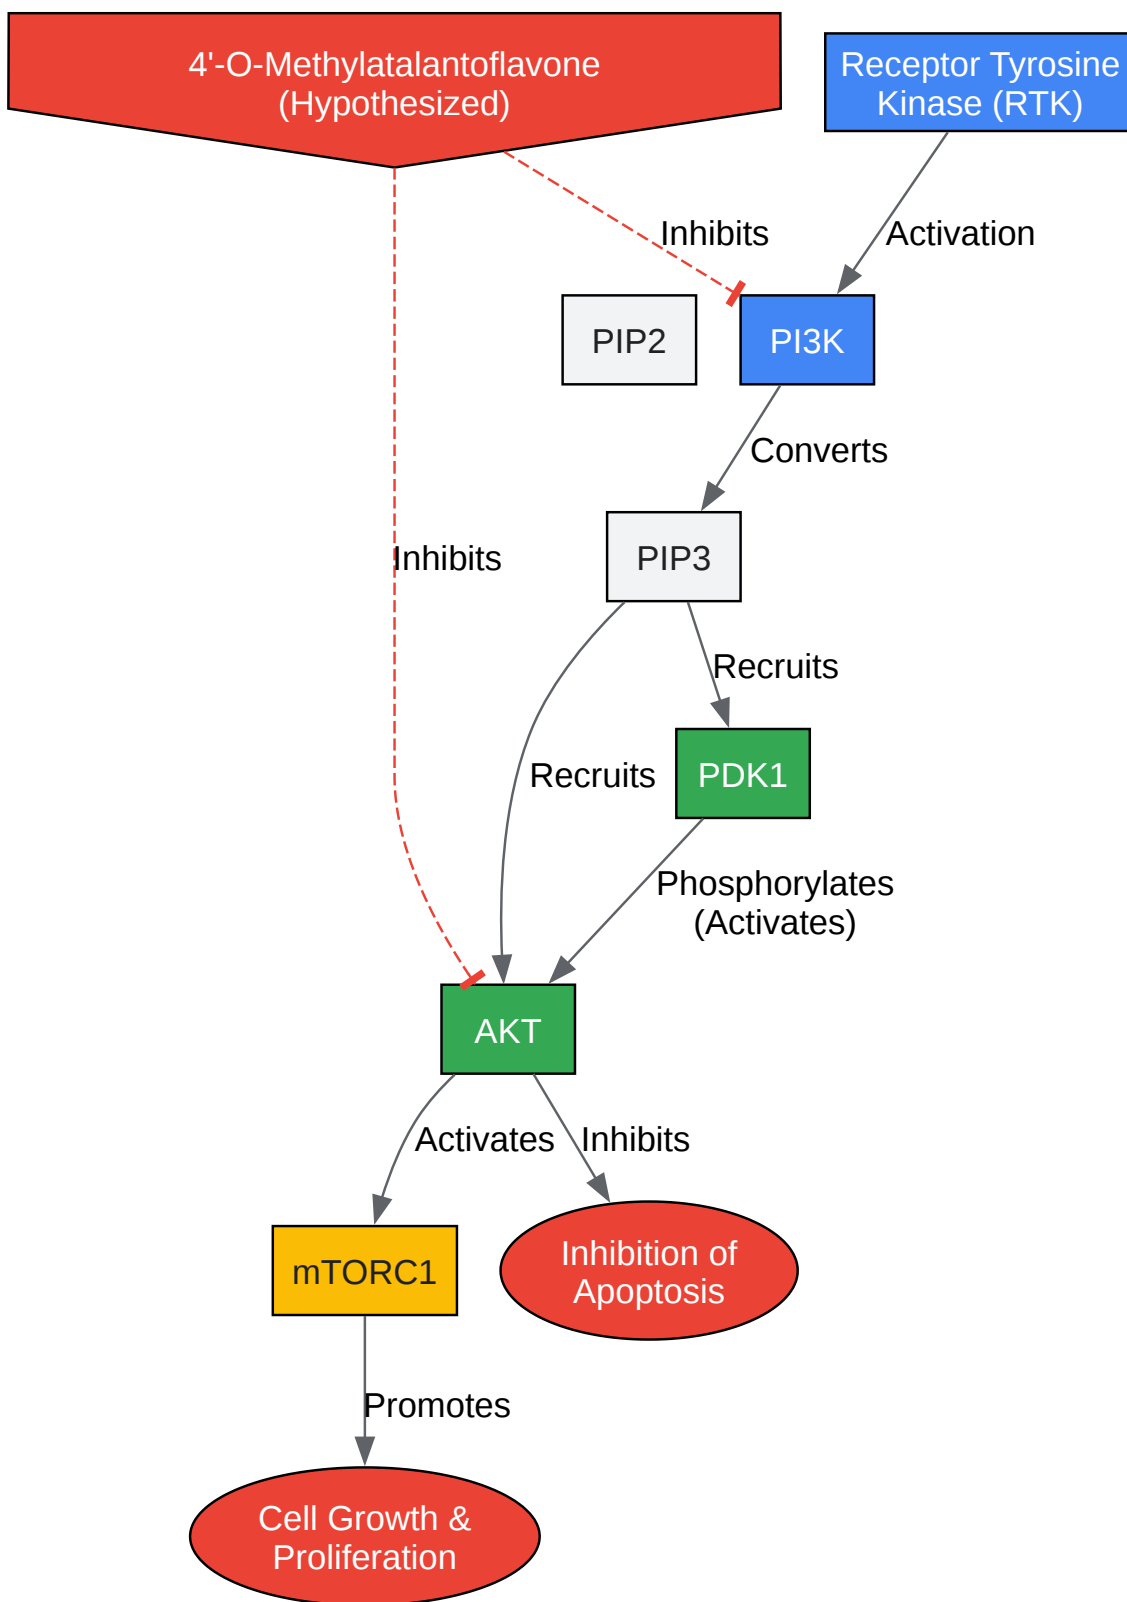 4'-O-Methylatalantoflavone
(Hypothesized)
Receptor Tyrosine
Kinase (RTK)
Inhibits
Activation
PIP2
PI3K
Converts
Inhibits
PIP3
Recruits
Recruits
PDK1
Phosphorylates
(Activates)
AKT
Activates
Inhibits
mTORC1
Inhibition of
Apoptosis
Promotes
Cell Growth &
Proliferation